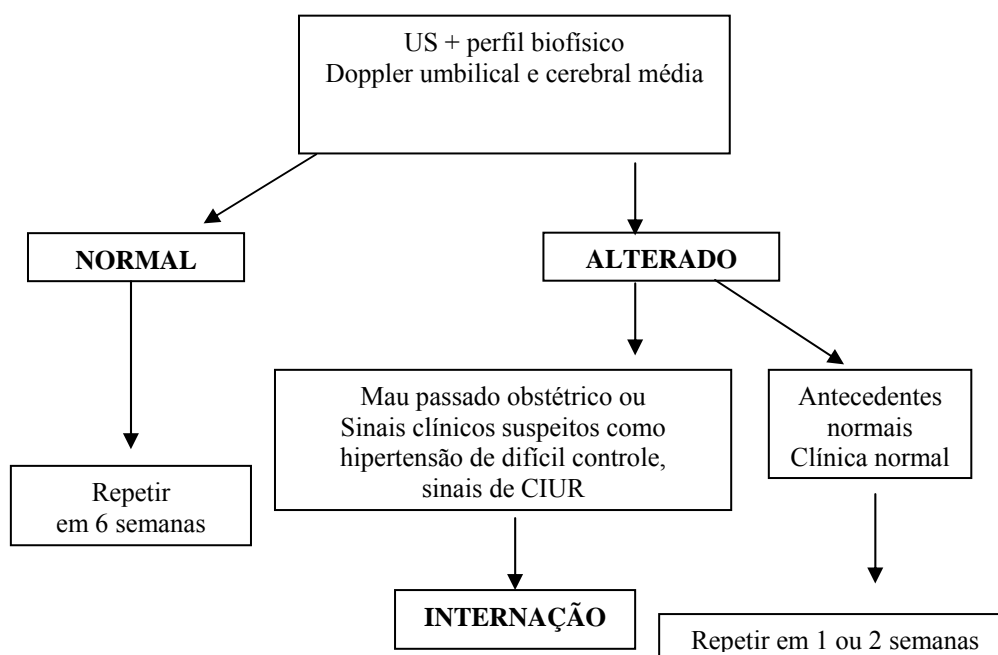 US + perfil biofísico
Doppler umbilical e cerebral média
NORMAL
ALTERADO
Mau passado obstétrico ou
Sinais clínicos suspeitos como
hipertensão de difícil controle,
sinais de CIUR
Antecedentes
normais
Clínica normal
Repetir
em 6 semanas
INTERNAÇÃO
Repetir em 1 ou 2 semanas